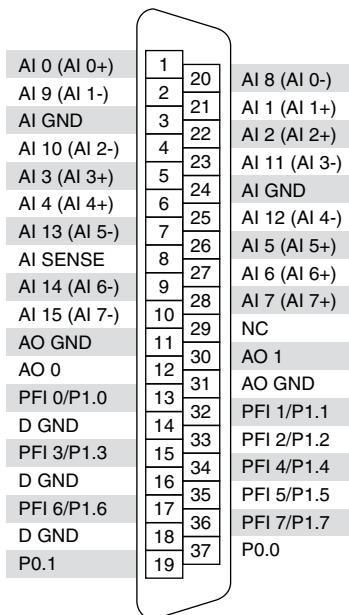 AI 0 (AI 0+) 1
20 AI 8 (AI 0-)
AI 9 (AI 1-) 2
21 AI 1 (AI 1+)
AI GND 3
22 AI 2 (AI 2+)
AI 10 (AI 2-) 4
23 AI 11 (AI 3-)
AI 3 (AI 3+) 5
24 AI GND
AI 4 (AI 4+) 6
25 AI 12 (AI 4-)
AI 13 (AI 5-) 7
26 AI 5 (AI 5+)
AI SENSE 8
27 AI 6 (AI 6+)
AI 14 (AI 6-) 9
28 AI 7 (AI 7+)
AI 15 (AI 7-) 10
29 NC
AO GND 11
30 AO 1
AO 0 12
31 AO GND
PFI 0/P1.0 13
32 PFI 1/P1.1
D GND 14
33 PFI 2/P1.2
PFI 3/P1.3 15
34 PFI 4/P1.4
D GND 16
35 PFI 5/P1.5
PFI 6/P1.6 17
36 PFI 7/P1.7
D GND 18
37 P0.0
P0.1 19